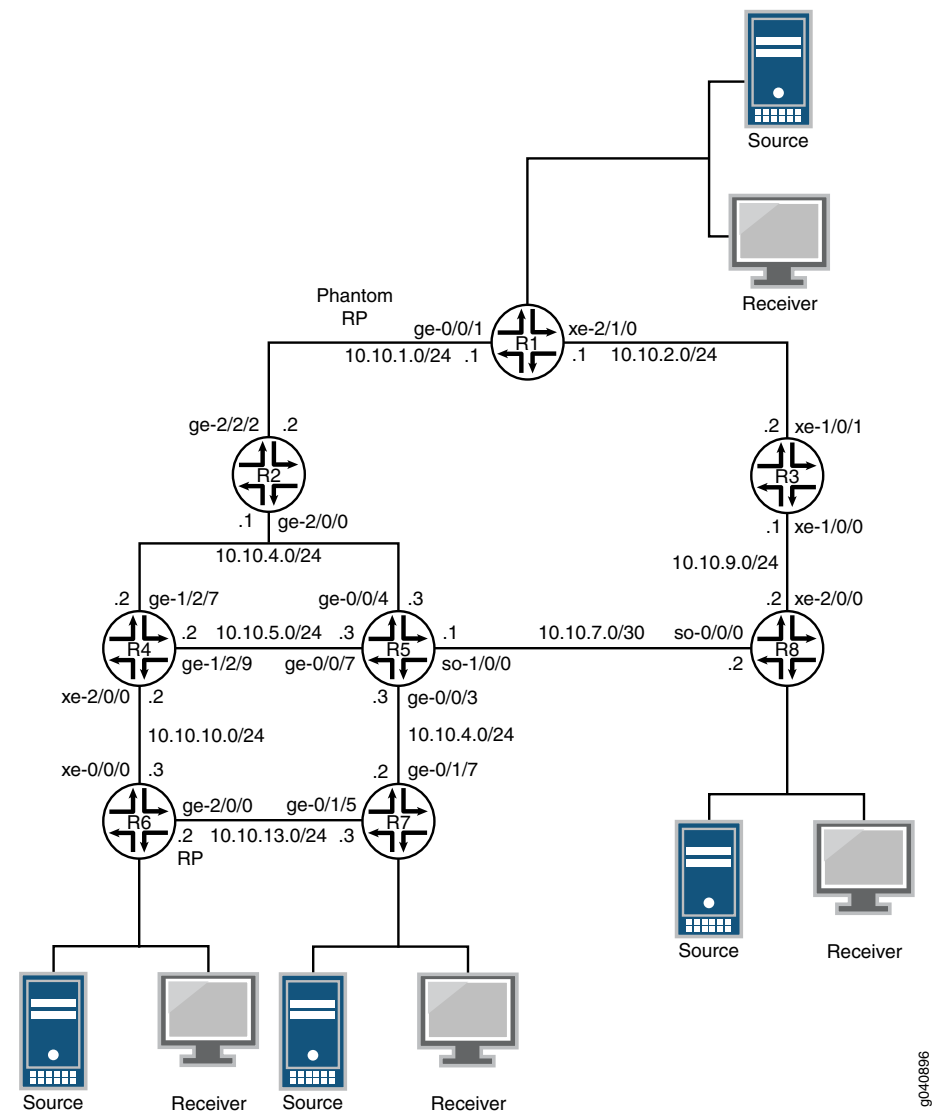 Source
Receiver
Phantom
RP
ge-0/0/1
R1
xe-2/1/0
10.10.1.0/24
.1
.1
10.10.2.0/24
ge-2/2/2
.2
.2
xe-1/0/1
R2
R3
.1
ge-2/0/0
.1
xe-1/0/0
10.10.4.0/24
10.10.9.0/24
.2
ge-1/2/7
ge-0/0/4
.3
.2
xe-2/0/0
R4
.2
10.10.5.0/24
.3
R5
.1
10.10.7.0/30
so-0/0/0
R8
ge-1/2/9
ge-0/0/7
so-1/0/0
.2
xe-2/0/0
.2
.3
ge-0/0/3
10.10.10.0/24
10.10.4.0/24
xe-0/0/0
.3
.2
ge-0/1/7
R6
ge-2/0/0
ge-0/1/5
R7
.2
10.10.13.0/24
.3
RP
Source
Receiver
Source
Receiver
Source
Receiver
g040896